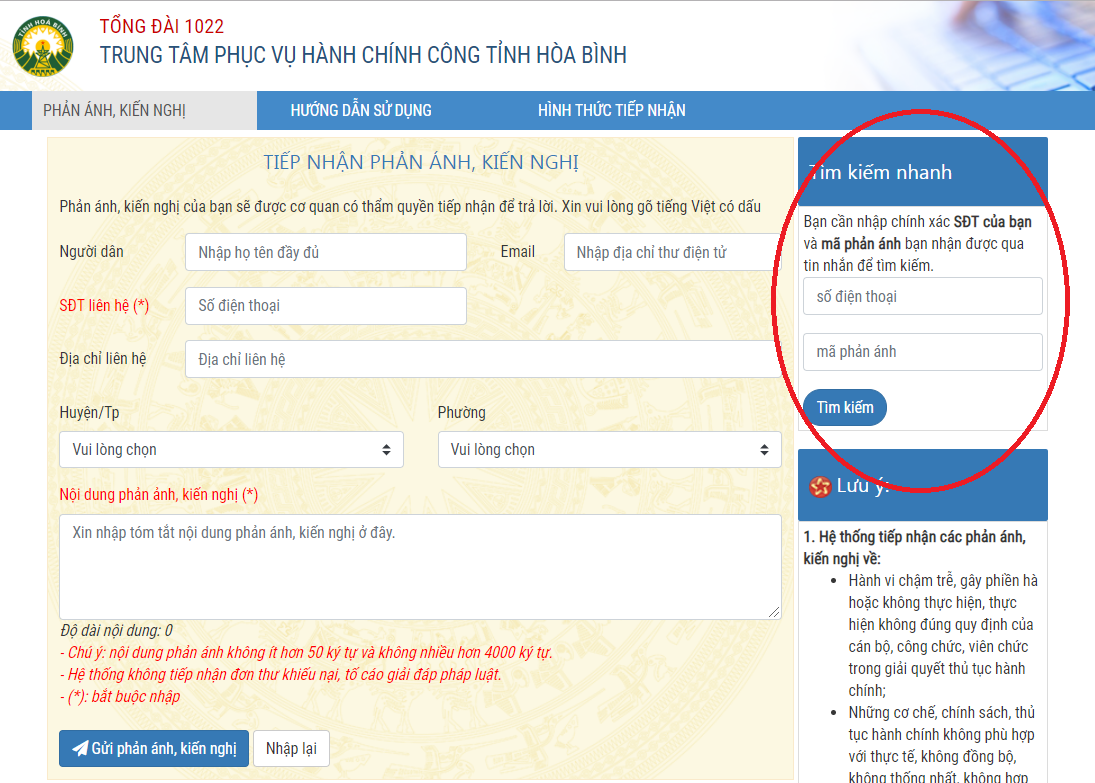 TỈNH HÒA BÌNH
TỔNG ĐÀI 1022
TRUNG TÂM PHỤC VỤ HÀNH CHÍNH CÔNG TỈNH HÒA BÌNH
PHẢN ÁNH, KIẾN NGHỊ
HƯỚNG DẪN SỬ DỤNG
HÌNH THỨC TIẾP NHẬN
TIẾP NHẬN PHẢN ÁNH, KIẾN NGHỊ
Phản ánh, kiến nghị của bạn sẽ được cơ quan có thẩm quyền tiếp nhận để trả lời. Xin vui lòng gõ tiếng Việt có dấu
Người dân
Nhập họ tên đầy đủ
Email
Nhập địa chỉ thư điện tử
SĐT liên hệ (*)
Số điện thoại
Địa chỉ liên hệ
Địa chỉ liên hệ
Huyện/Tp
Phường
Vui lòng chọn
Vui lòng chọn
Nội dung phản ảnh, kiến nghị (*)
Xin nhập tóm tắt nội dung phản ánh, kiến nghị ở đây.
Độ dài nội dung: 0
- Chú ý: nội dung phản ánh không ít hơn 50 ký tự và không nhiều hơn 4000 ký tự.
- Hệ thống không tiếp nhận đơn thư khiếu nại, tố cáo giải đáp pháp luật.
- (*): bắt buộc nhập
Gửi phản ánh, kiến nghị
Nhập lại
Tìm kiếm nhanh
Bạn cần nhập chính xác SĐT của bạn
và mã phản ánh bạn nhận được qua
tin nhắn để tìm kiếm.
số điện thoại
mã phản ánh
Tìm kiếm
Lưu ý:
1. Hệ thống tiếp nhận các phản ánh,
kiến nghị về:
• Hành vi chậm trễ, gây phiền hà
hoặc không thực hiện, thực
hiện không đúng quy định của
cán bộ, công chức, viên chức
trong giải quyết thủ tục hành
chính;
• Những cơ chế, chính sách, thủ
tục hành chính không phù hợp
với thực tế, không đồng bộ,
không thống nhất, không hợp